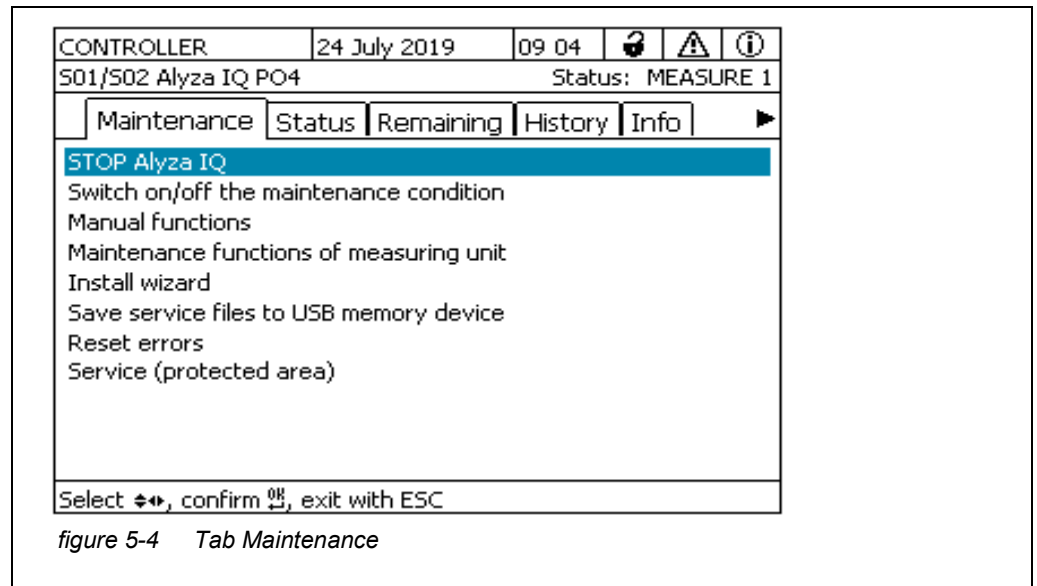 CONTROLLER 24 July 2019 09 04
S01/S02 Alyza IQ PO4 Status: MEASURE 1
Maintenance Status Remaining History Info
STOP Alyza IQ
Switch on/off the maintenance condition
Manual functions
Maintenance functions of measuring unit
Install wizard
Save service files to USB memory device
Reset errors
Service (protected area)
Select , confirm OK, exit with ESC
figure 5-4 Tab Maintenance